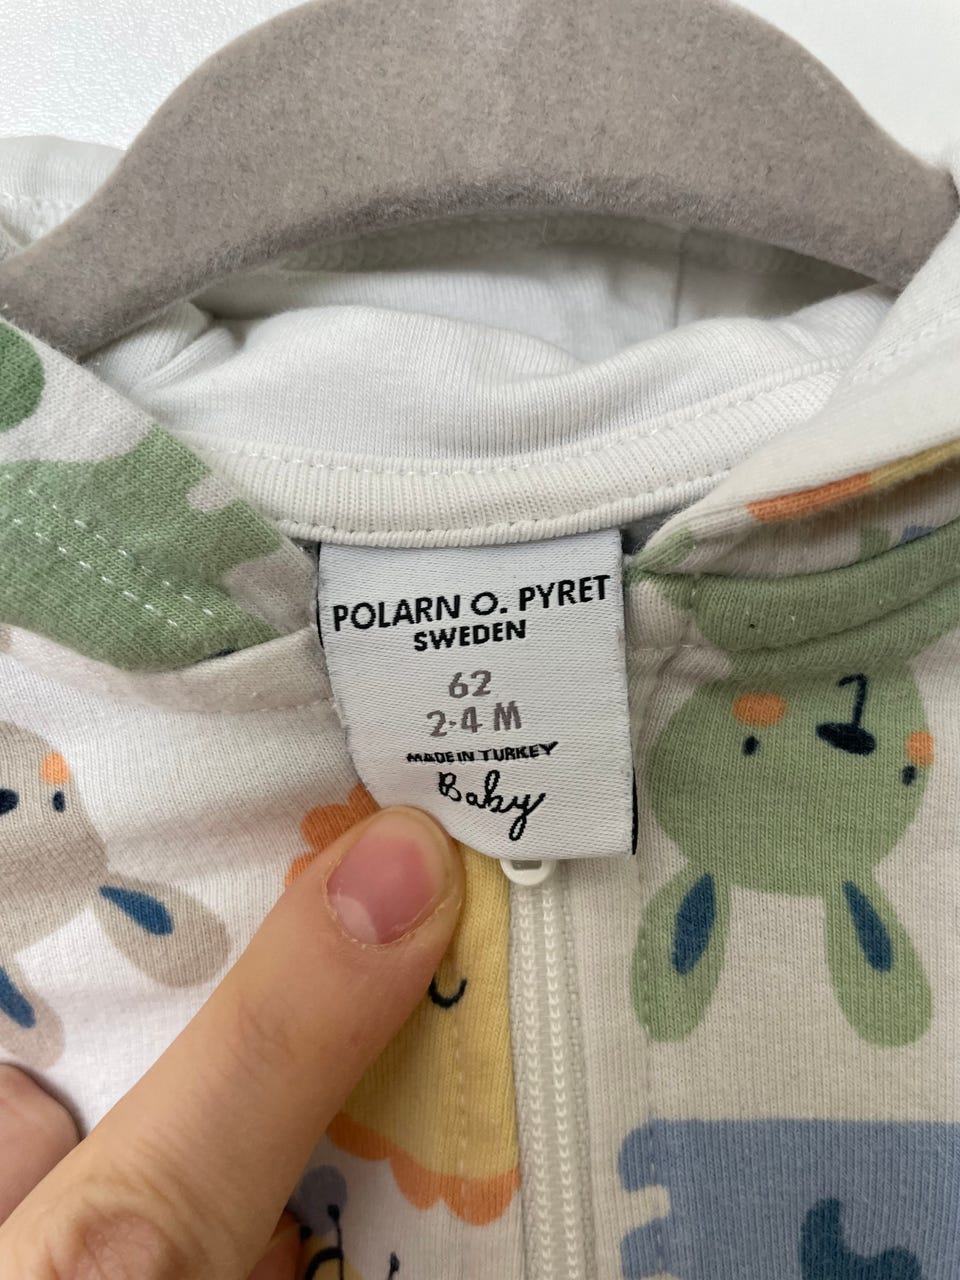 POLARN O. PYRET
SWEDEN
62
2-4 M
MADE IN TURKEY
Baby